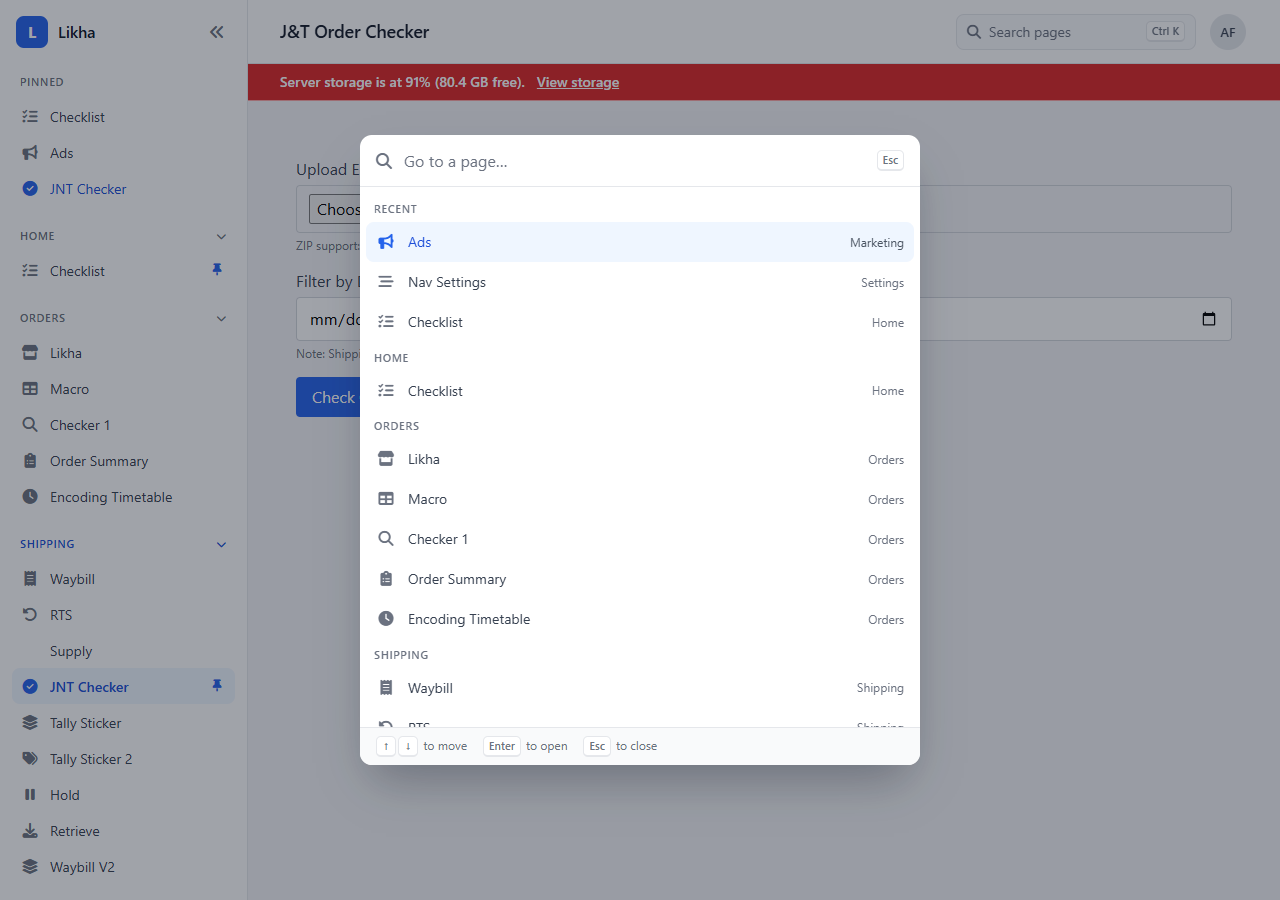 L Likha
J&T Order Checker
Search pages Ctrl K
AF
Server storage is at 91% (80.4 GB free). View storage
PINNED
Checklist
Ads
JNT Checker
HOME
Checklist
ORDERS
Likha
Macro
Checker 1
Order Summary
Encoding Timetable
SHIPPING
Waybill
RTS
Supply
JNT Checker
Tally Sticker
Tally Sticker 2
Hold
Retrieve
Waybill V2
Upload
ZIP support:
Filter by
Note:
Check
Go to a page... Esc
RECENT
Ads Marketing
Nav Settings Settings
Checklist Home
HOME
Checklist Home
ORDERS
Likha Orders
Macro Orders
Checker 1 Orders
Order Summary Orders
Encoding Timetable Orders
SHIPPING
Waybill Shipping
RTS Shipping
↑ ↓ to move Enter to open Esc to close